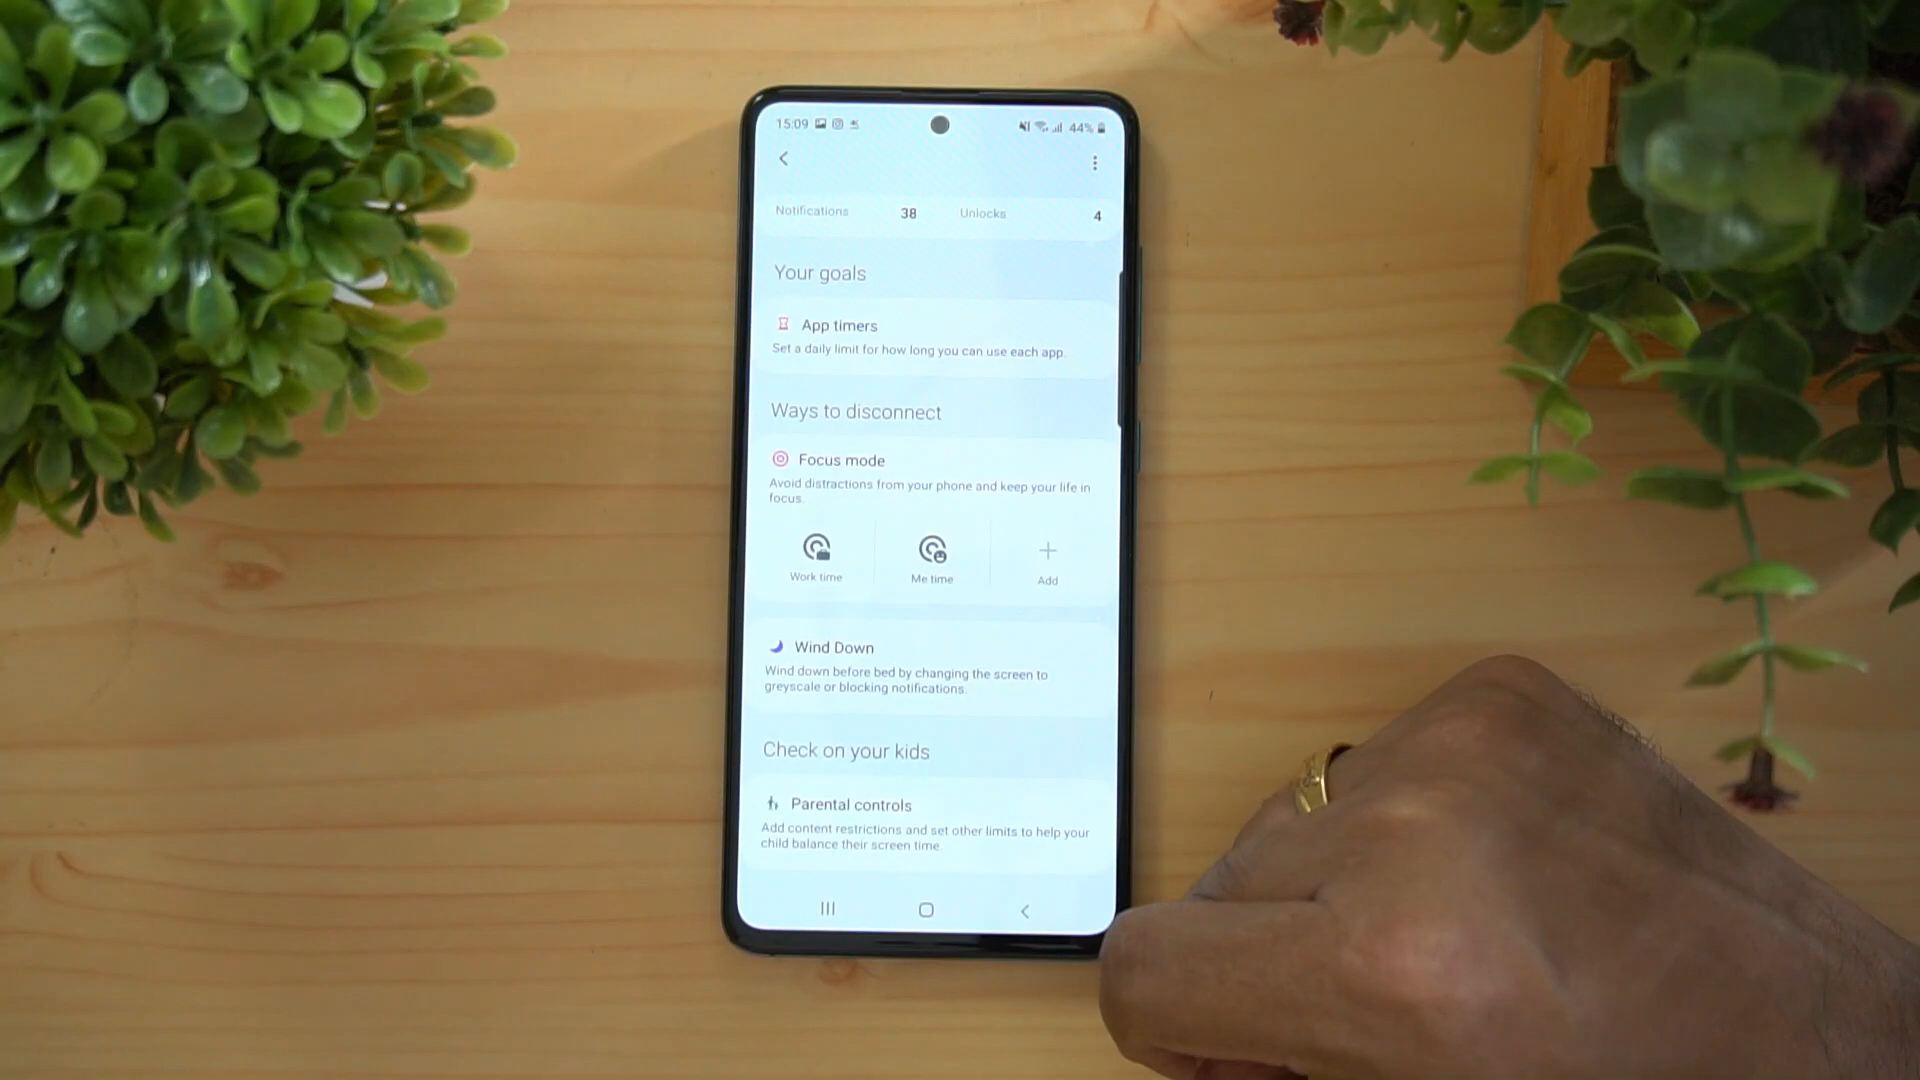 15:09 44%
Notifications 38 Unlocks 4
Your goals
App timers
Set a daily limit for how long you can use each app.
Ways to disconnect
Focus mode
Avoid distractions from your phone and keep your life in
focus.
Work time Me time Add
Wind Down
Wind down before bed by changing the screen to
greyscale or blocking notifications.
Check on your kids
Parental controls
Add content restrictions and set other limits to help your
child balance their screen time.